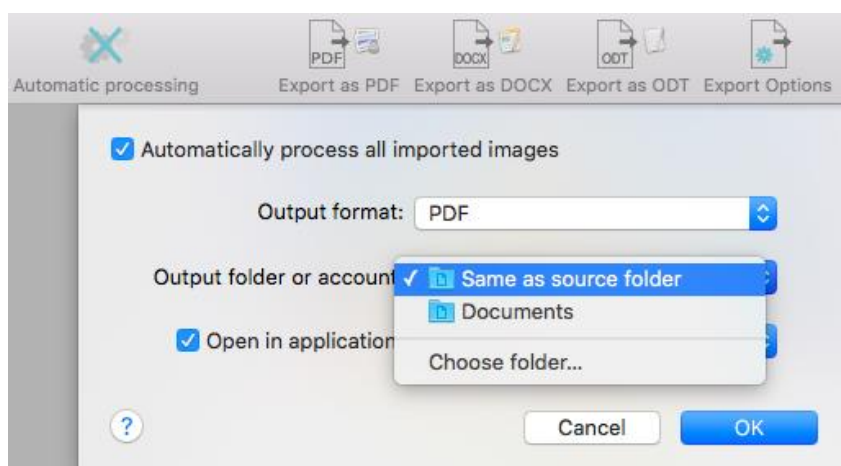 PDF DOCX ODT
Automatic processing Export as PDF Export as DOCX Export as ODT Export Options
Automatically process all imported images
Output format: PDF
Output folder or account ✓ Same as source folder
Documents
Open in application
Choose folder...
? Cancel OK